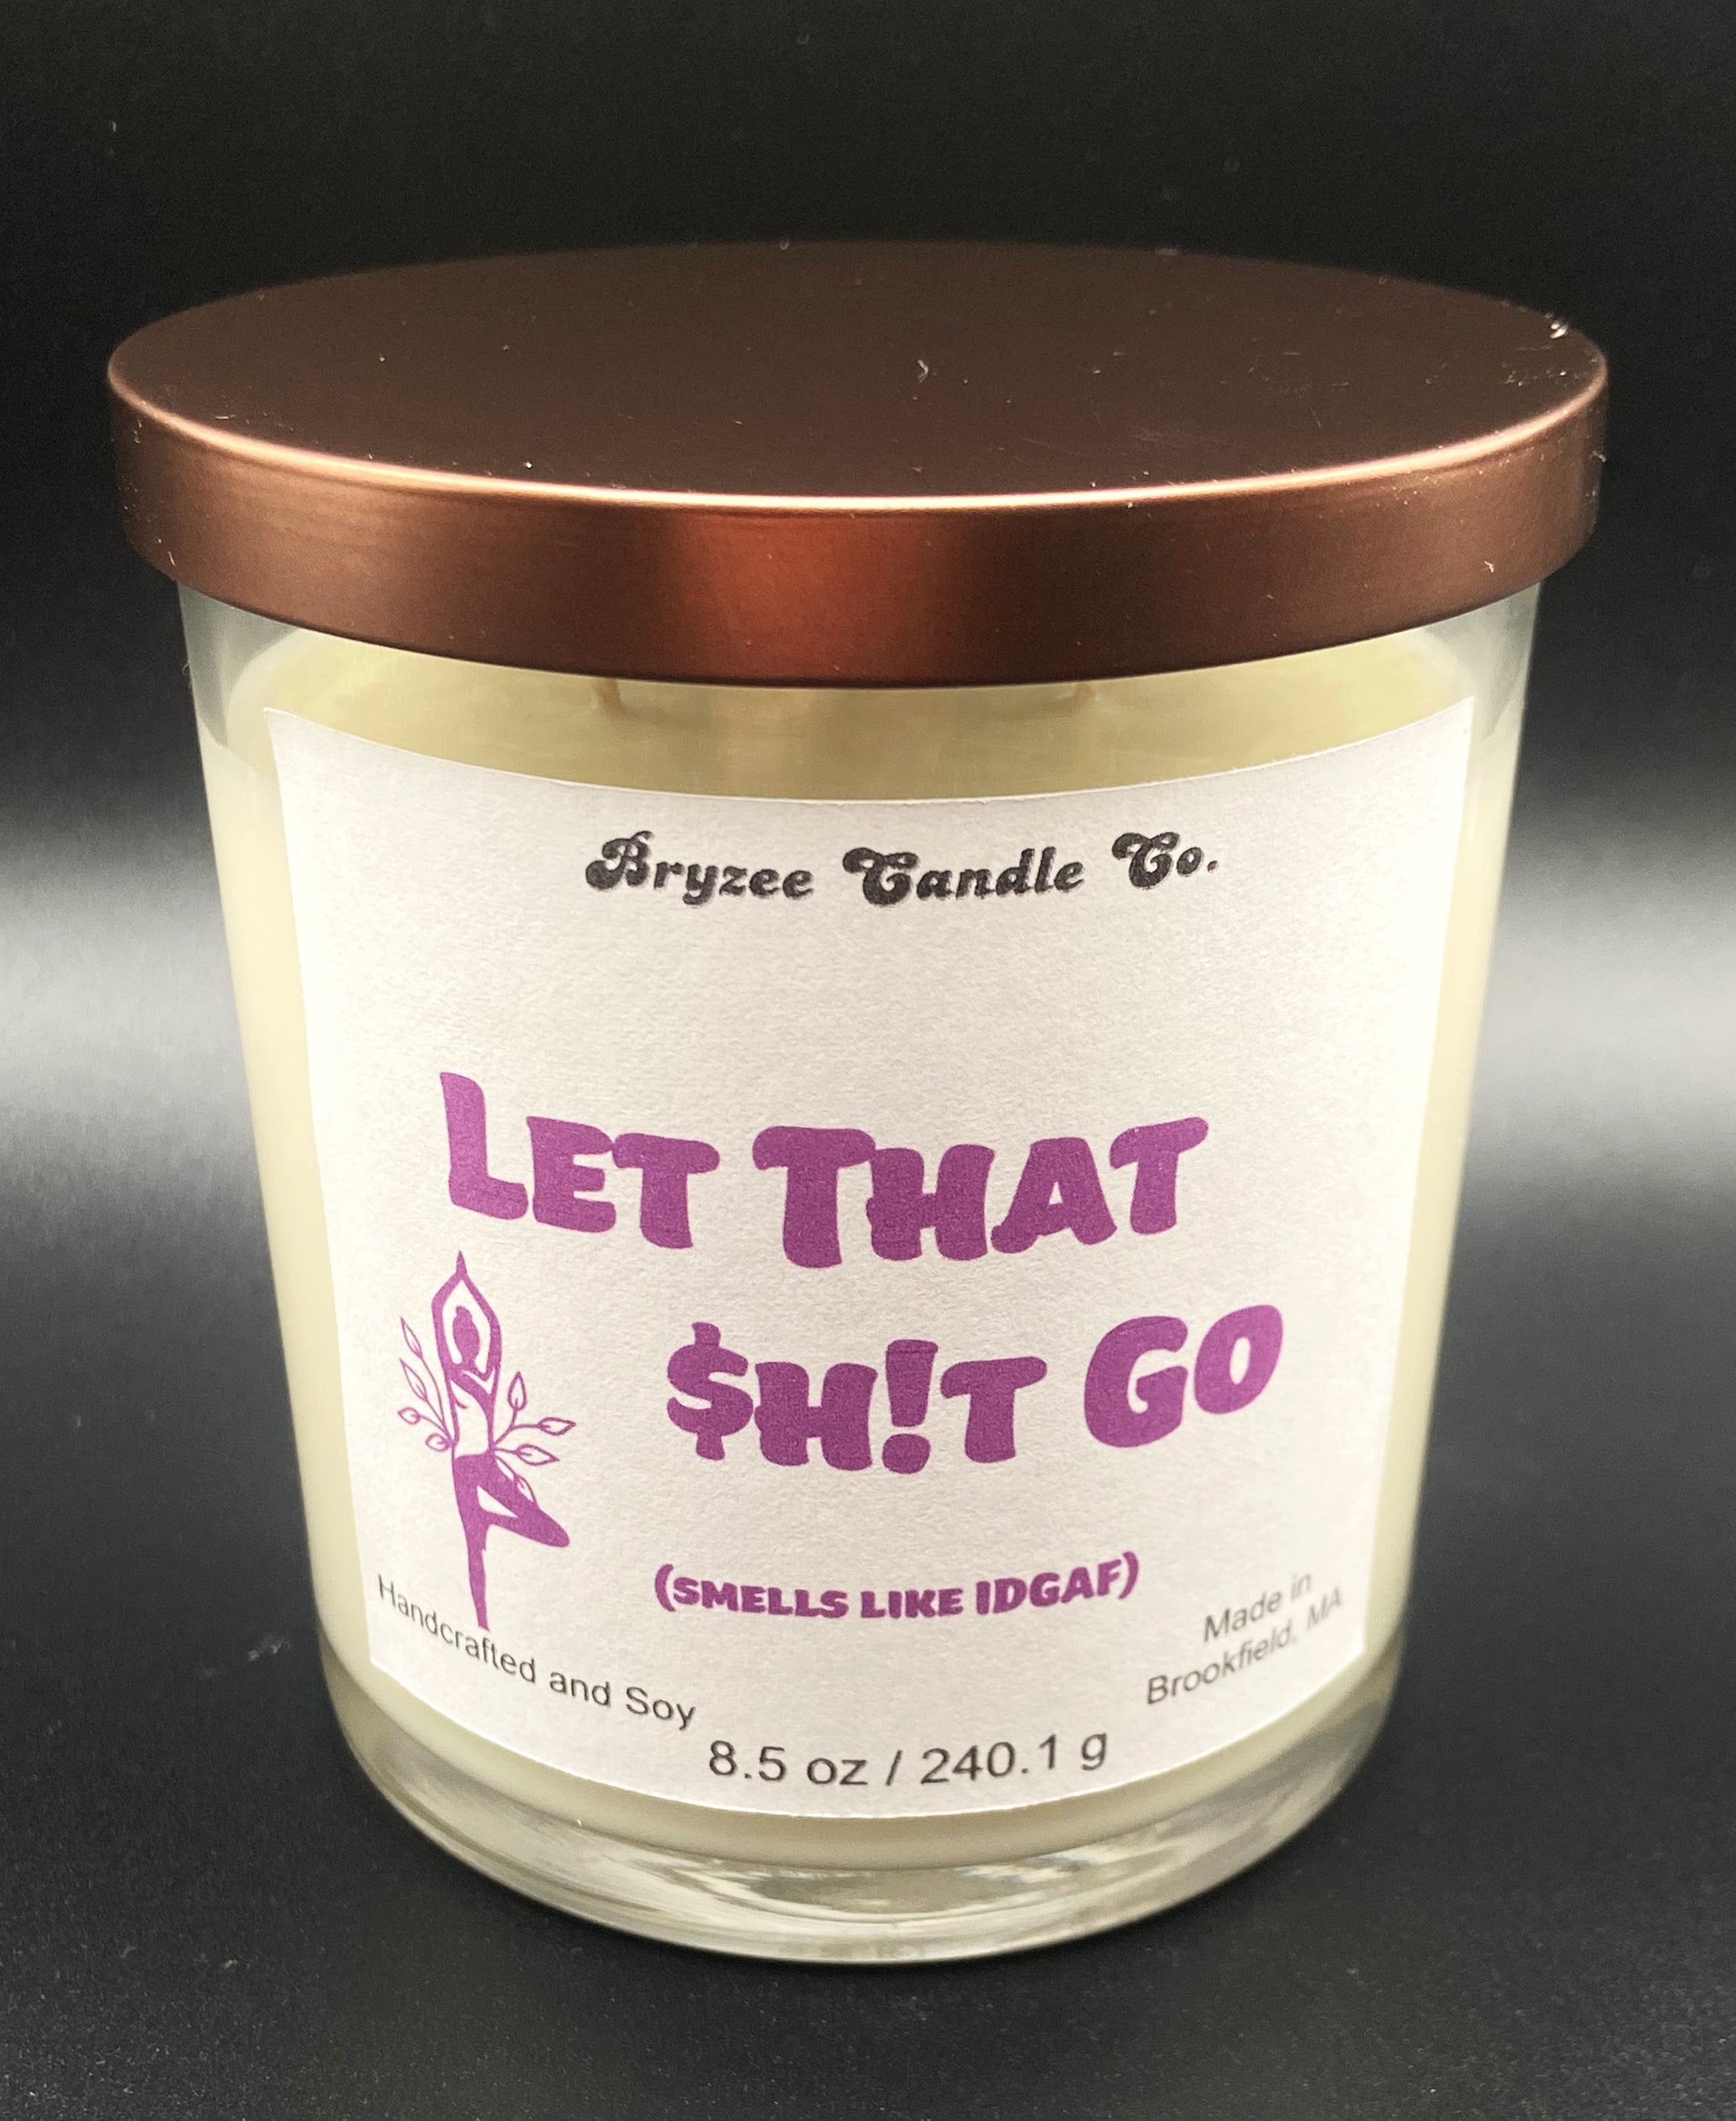 Bryzee Candle Co.
LET THAT
$H!T GO
(SMELLS LIKE IDGAF)
Handcrafted and Soy
Made in
Brookfield, MA
8.5 oz / 240.1 g